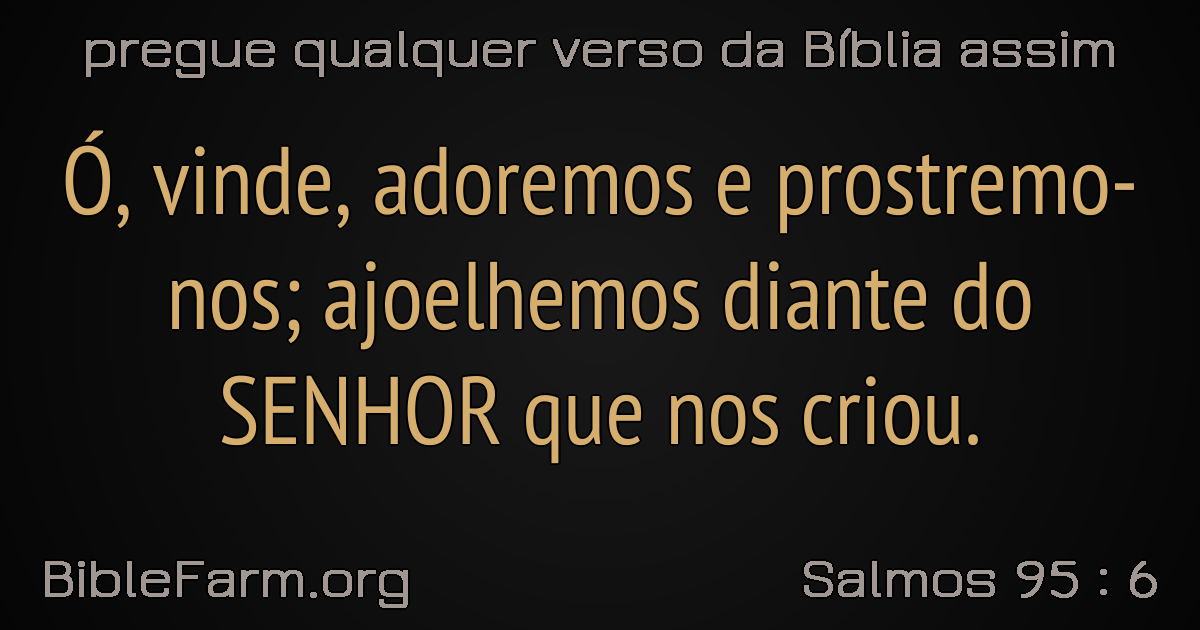 pregue qualquer verso da Bíblia assim
Ó, vinde, adoremos e prostremo-
nos; ajoelhemos diante do
SENHOR que nos criou.
BibleFarm.org
Salmos 95 : 6